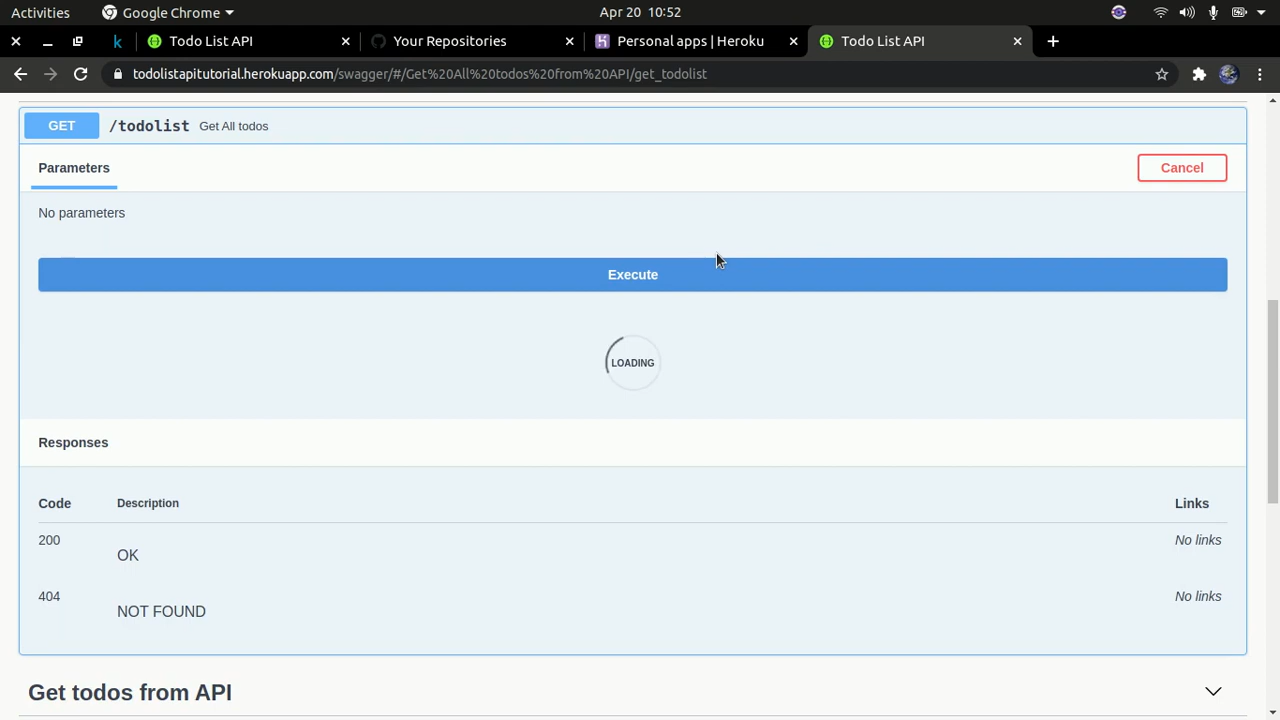 Activities Google Chrome Apr 20 10:52
k Todo List API Your Repositories Personal apps | Heroku Todo List API
todolistapitutorial.herokuapp.com/swagger/#/Get%20All%20todos%20from%20API/get_todolist
GET /todolist Get All todos
Parameters Cancel
No parameters
Execute
LOADING
Responses
Code Description Links
200 No links
OK
404 No links
NOT FOUND
Get todos from API